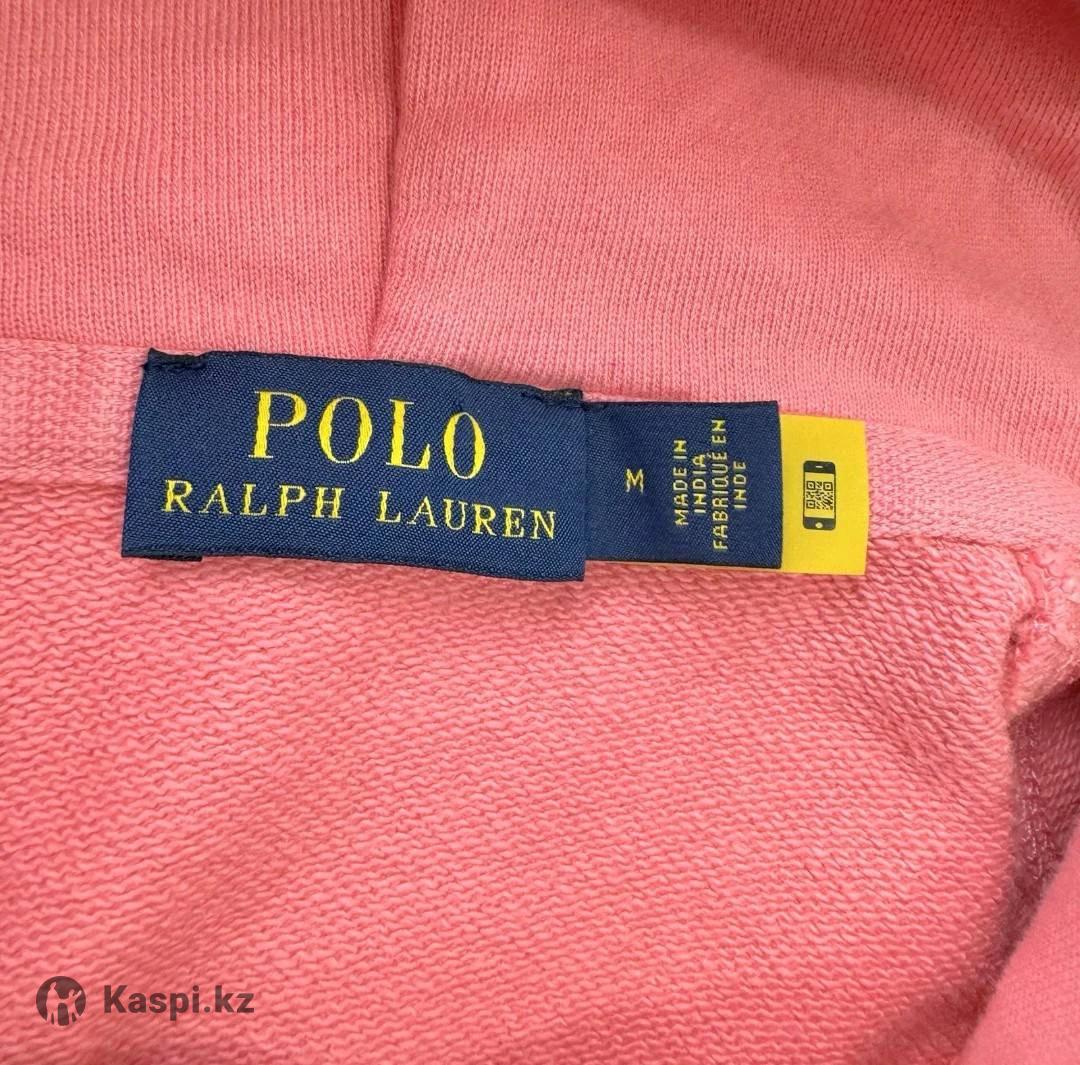 POLO
RALPH LAUREN
M
MADE IN
INDIA
FABRIQUÉ EN
INDE
Kaspi.kz